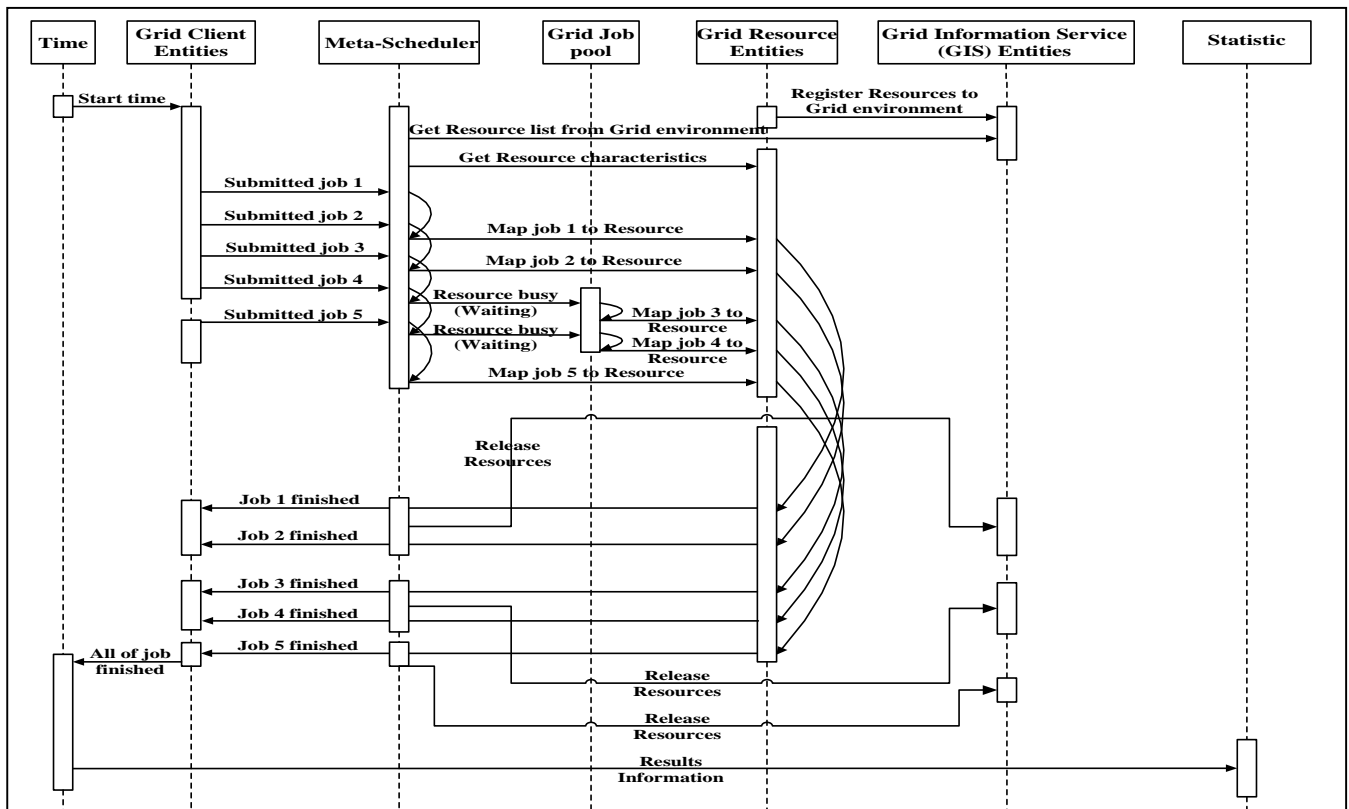 Time
Grid Client
Entities
Meta-Scheduler
Grid Job
pool
Grid Resource
Entities
Grid Information Service
(GIS) Entities
Statistic
Start time
Register Resources to
Grid environment
Get Resource list from Grid environment
Get Resource characteristics
Submitted job 1
Submitted job 2
Map job 1 to Resource
Submitted job 3
Map job 2 to Resource
Submitted job 4
Resource busy
(Waiting)
Map job 3 to
Resource
Submitted job 5
Resource busy
(Waiting)
Map job 4 to
Resource
Map job 5 to Resource
Release
Resources
Job 1 finished
Job 2 finished
Job 3 finished
Job 4 finished
Job 5 finished
All of job
finished
Release
Resources
Release
Resources
Results
Information